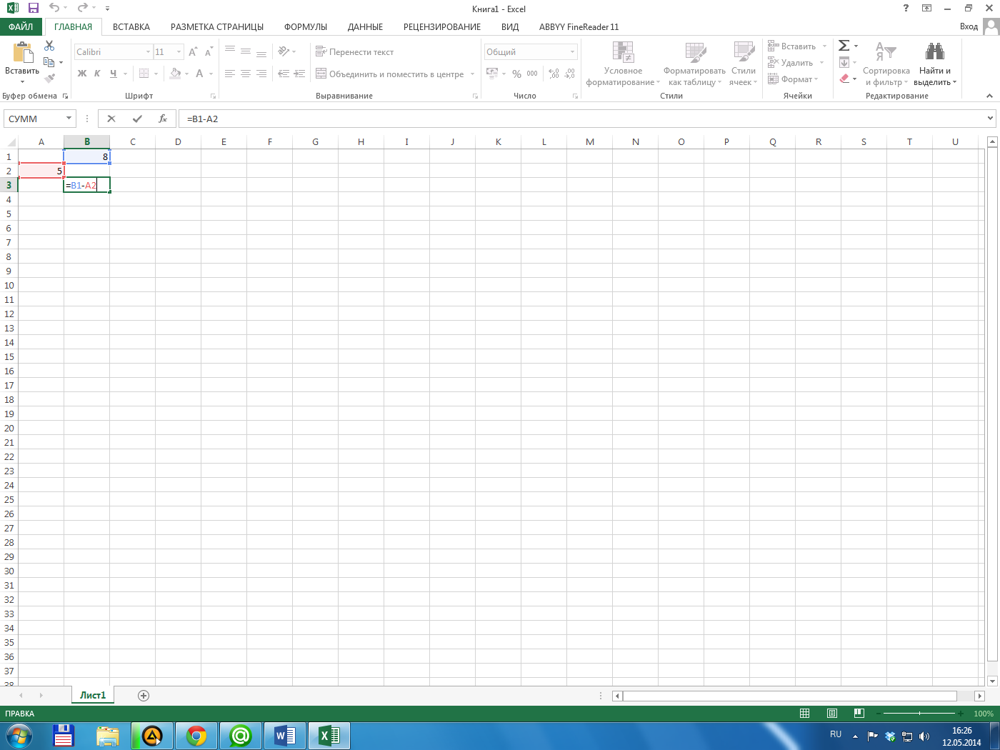 Книга1 - Excel
?
ФАЙЛ ГЛАВНАЯ ВСТАВКА РАЗМЕТКА СТРАНИЦЫ ФОРМУЛЫ ДАННЫЕ РЕЦЕНЗИРОВАНИЕ ВИД ABBYY FineReader 11 Вход
Вставить
Calibri 11
Ж К Ч А
Перенести текст
Объединить и поместить в центре
Общий
% 000
Условное форматирование
Форматировать как таблицу
Стили ячеек
Вставить
Удалить
Формат
Сортировка и фильтр
Найти и выделить
Буфер обмена Шрифт Выравнивание Число Стили Ячейки Редактирование
СУММ fx =B1-A2
A B C D E F G H I J K L M N O P Q R S T U
1 8
2 5
3 =B1-A2
4
5
6
7
8
9
10
11
12
13
14
15
16
17
18
19
20
21
22
23
24
25
26
27
28
29
30
31
32
33
34
35
36
37
38
Лист1
ПРАВКА 100%
RU 16:26
12.05.2014